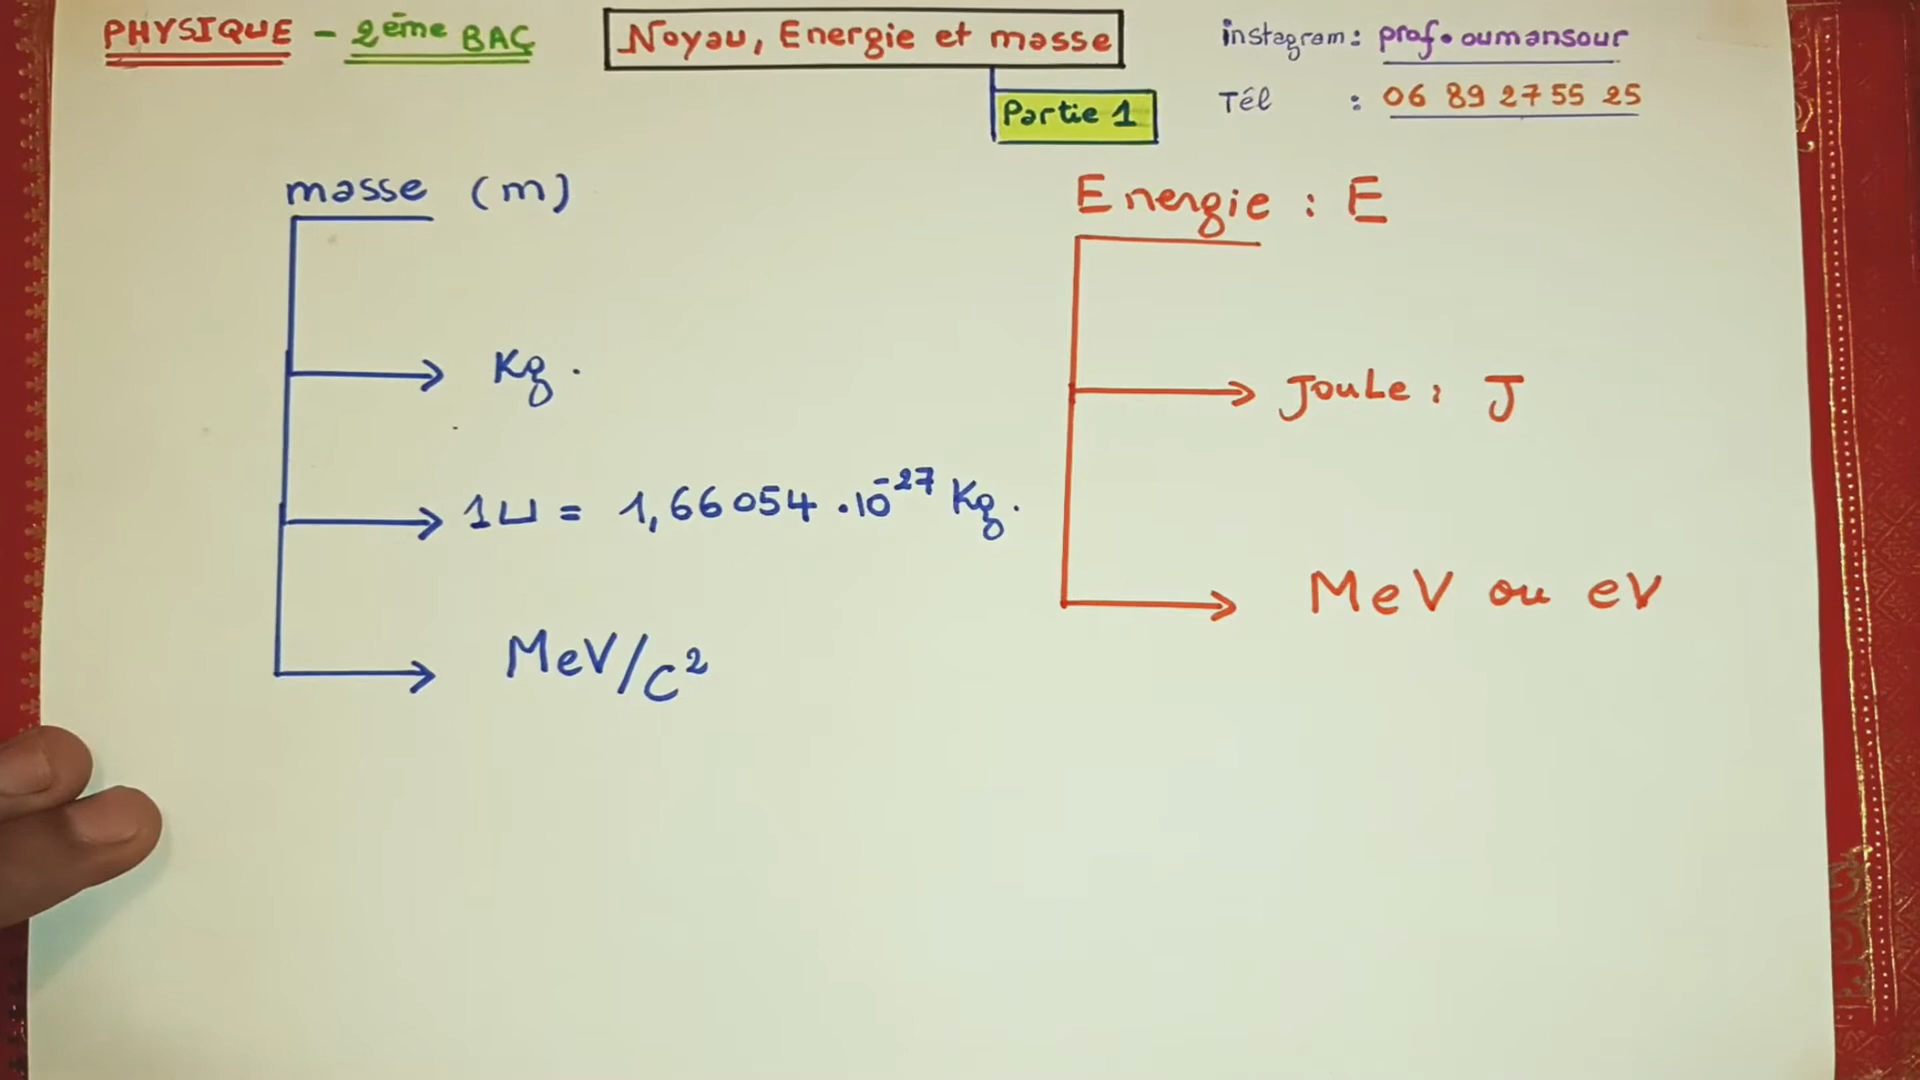 PHYSIQUE - 2ème BAC
Noyau, Energie et masse
Partie 1
instagram: prof.oumansour
Tél : 06 89 27 55 25
masse (m)
Kg.
1u = 1,66054 .10⁻²⁷ Kg.
MeV/c²
Energie : E
Joule : J
MeV ou eV